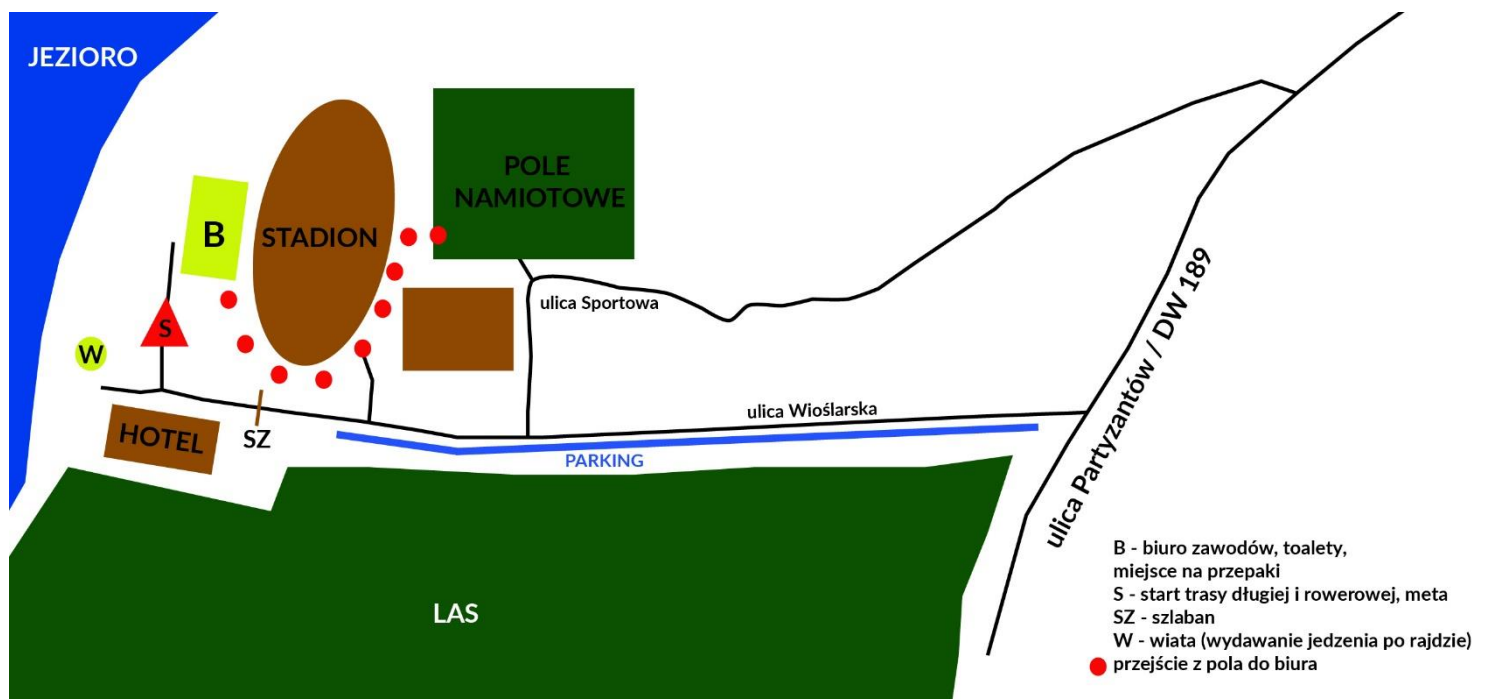 JEZIORO
POLE
NAMIOTOWE
B
STADION
ulica Sportowa
S
W
ulica Partyzantów / DW 189
ulica Wioślarska
HOTEL
SZ
PARKING
LAS
B - biuro zawodów, toalety,
miejsce na przepaki
S - start trasy długiej i rowerowej, meta
SZ - szlaban
W - wiata (wydawanie jedzenia po rajdzie)
przejście z pola do biura